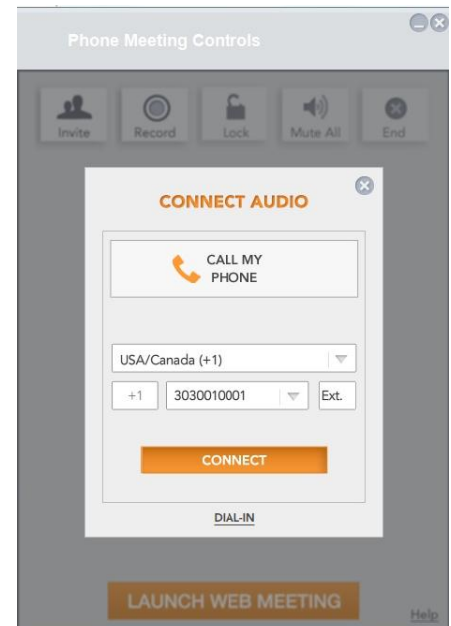 Phone Meeting Controls
Invite
Record
Lock
Mute All
End
CONNECT AUDIO
CALL MY
PHONE
USA/Canada (+1)
+1 3030010001 Ext.
CONNECT
DIAL-IN
LAUNCH WEB MEETING
Help